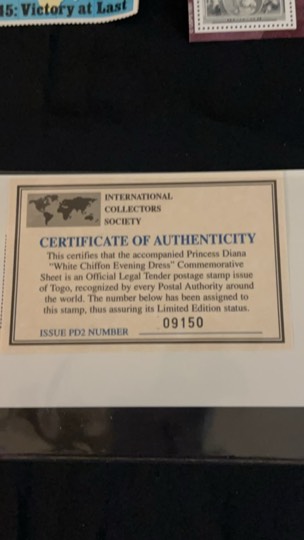 45: Victory at Last
INTERNATIONAL
COLLECTORS
SOCIETY
CERTIFICATE OF AUTHENTICITY
This certifies that the accompanied Princess Diana
"White Chiffon Evening Dress" Commemorative
Sheet is an Official Legal Tender postage stamp issue
of Togo, recognized by every Postal Authority around
the world. The number below has been assigned to
this stamp, thus assuring its Limited Edition status.
ISSUE PD2 NUMBER 09150